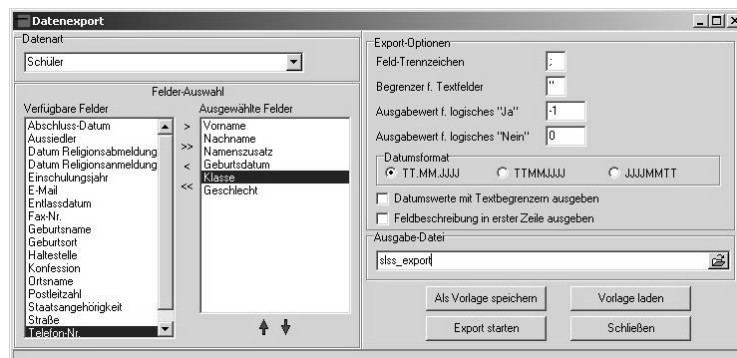 Datenexport
Datenart
Schüler
Felder-Auswahl
Verfügbare Felder
Abschluss-Datum
Aussiedler
Datum Religionsabmeldung
Datum Religionsanmeldung
Einschulungsjahr
E-Mail
Entlassdatum
Fax-Nr.
Geburtsname
Geburtsort
Haltestelle
Konfession
Ortsname
Postleitzahl
Staatsangehörigkeit
Straße
Telefon-Nr.
>
>>
<
<<
Ausgewählte Felder
Vorname
Nachname
Namenszusatz
Geburtsdatum
Klasse
Geschlecht
Export-Optionen
Feld-Trennzeichen ;
Begrenzer f. Textfelder "
Ausgabewert f. logisches "Ja" -1
Ausgabewert f. logisches "Nein" 0
Datumsformat
TT.MM.JJJJ TTMMJJJJ JJJJMMTT
Datumswerte mit Textbegrenzern ausgeben
Feldbeschreibung in erster Zeile ausgeben
Ausgabe-Datei
slss_export
Als Vorlage speichern Vorlage laden
Export starten Schließen